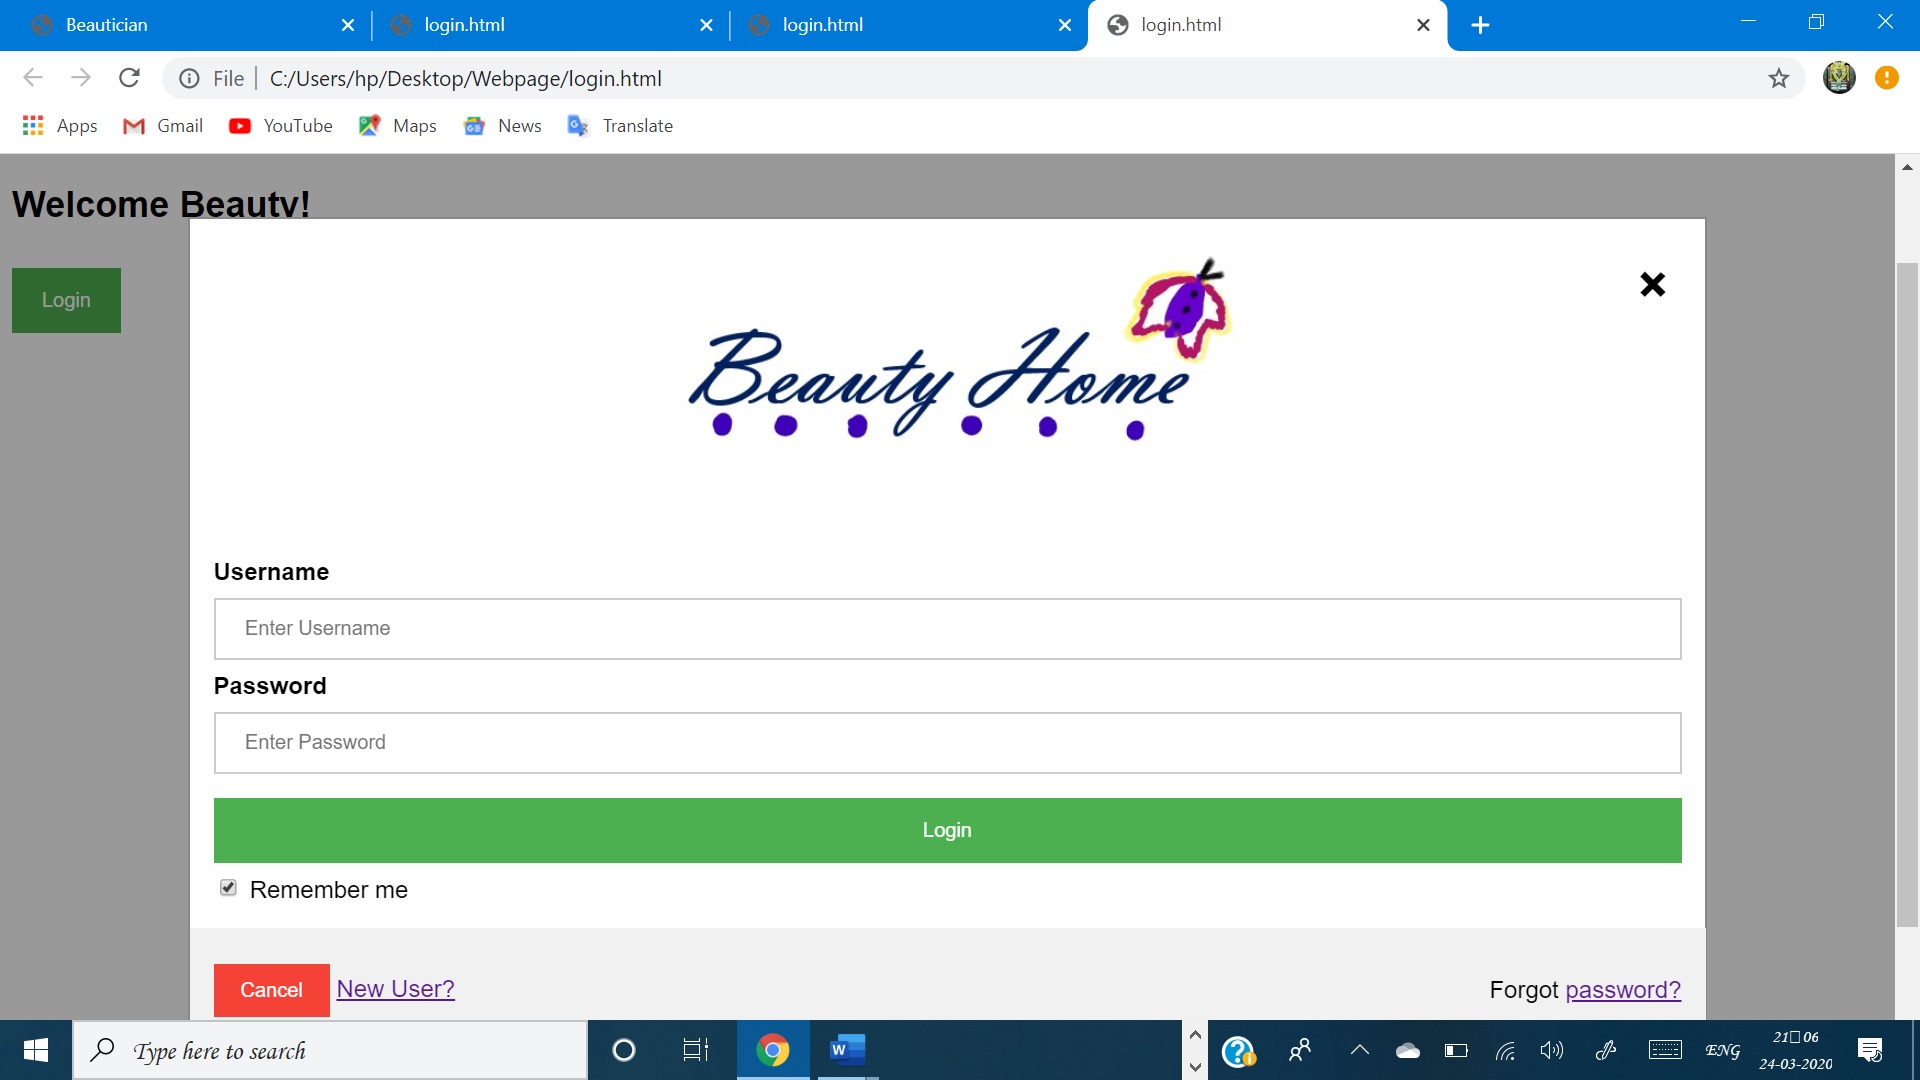 Beautician
login.html
login.html
login.html
File
C:/Users/hp/Desktop/Webpage/login.html
Apps
Gmail
YouTube
Maps
News
Translate
Welcome Beauty!
Login
Beauty Home
Username
Enter Username
Password
Enter Password
Login
Remember me
Cancel New User?
Forgot password?
Type here to search
W
ENG
21□06
24-03-2020